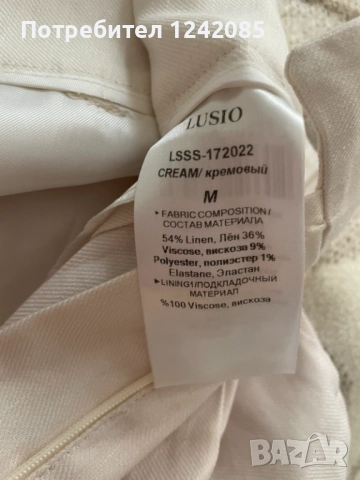 Потребител 1242085
LUSIO
LSSS-172022
CREAM/ кремовый
M
▸FABRIC COMPOSITION /
СОСТАВ МАТЕРИАЛА
54% Linen, Лён 36%
Viscose, вискоза 9%
Polyester, полиэстер 1%
Elastane, Эластан
▸LINING1/ПОДКЛАДОЧНЫЙ
МАТЕРИАЛ
%100 Viscose, вискоза
BAZAR